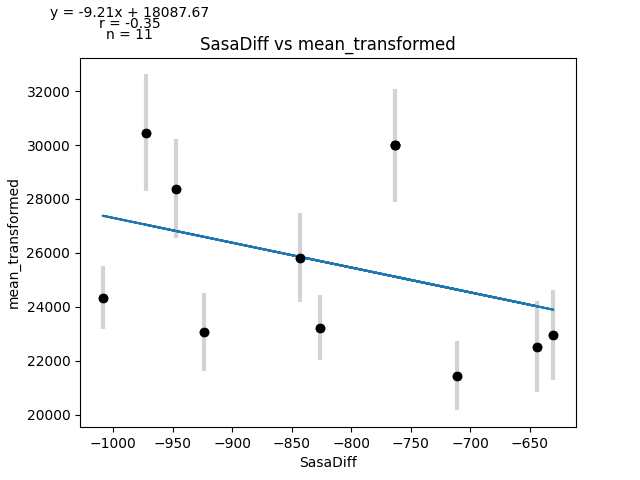 y = -9.21x + 18087.67
r = -0.35
n = 11
SasaDiff vs mean_transformed
mean_transformed
32000
30000
28000
26000
24000
22000
20000
−1000
−950
−900
−850
−800
−750
−700
−650
SasaDiff